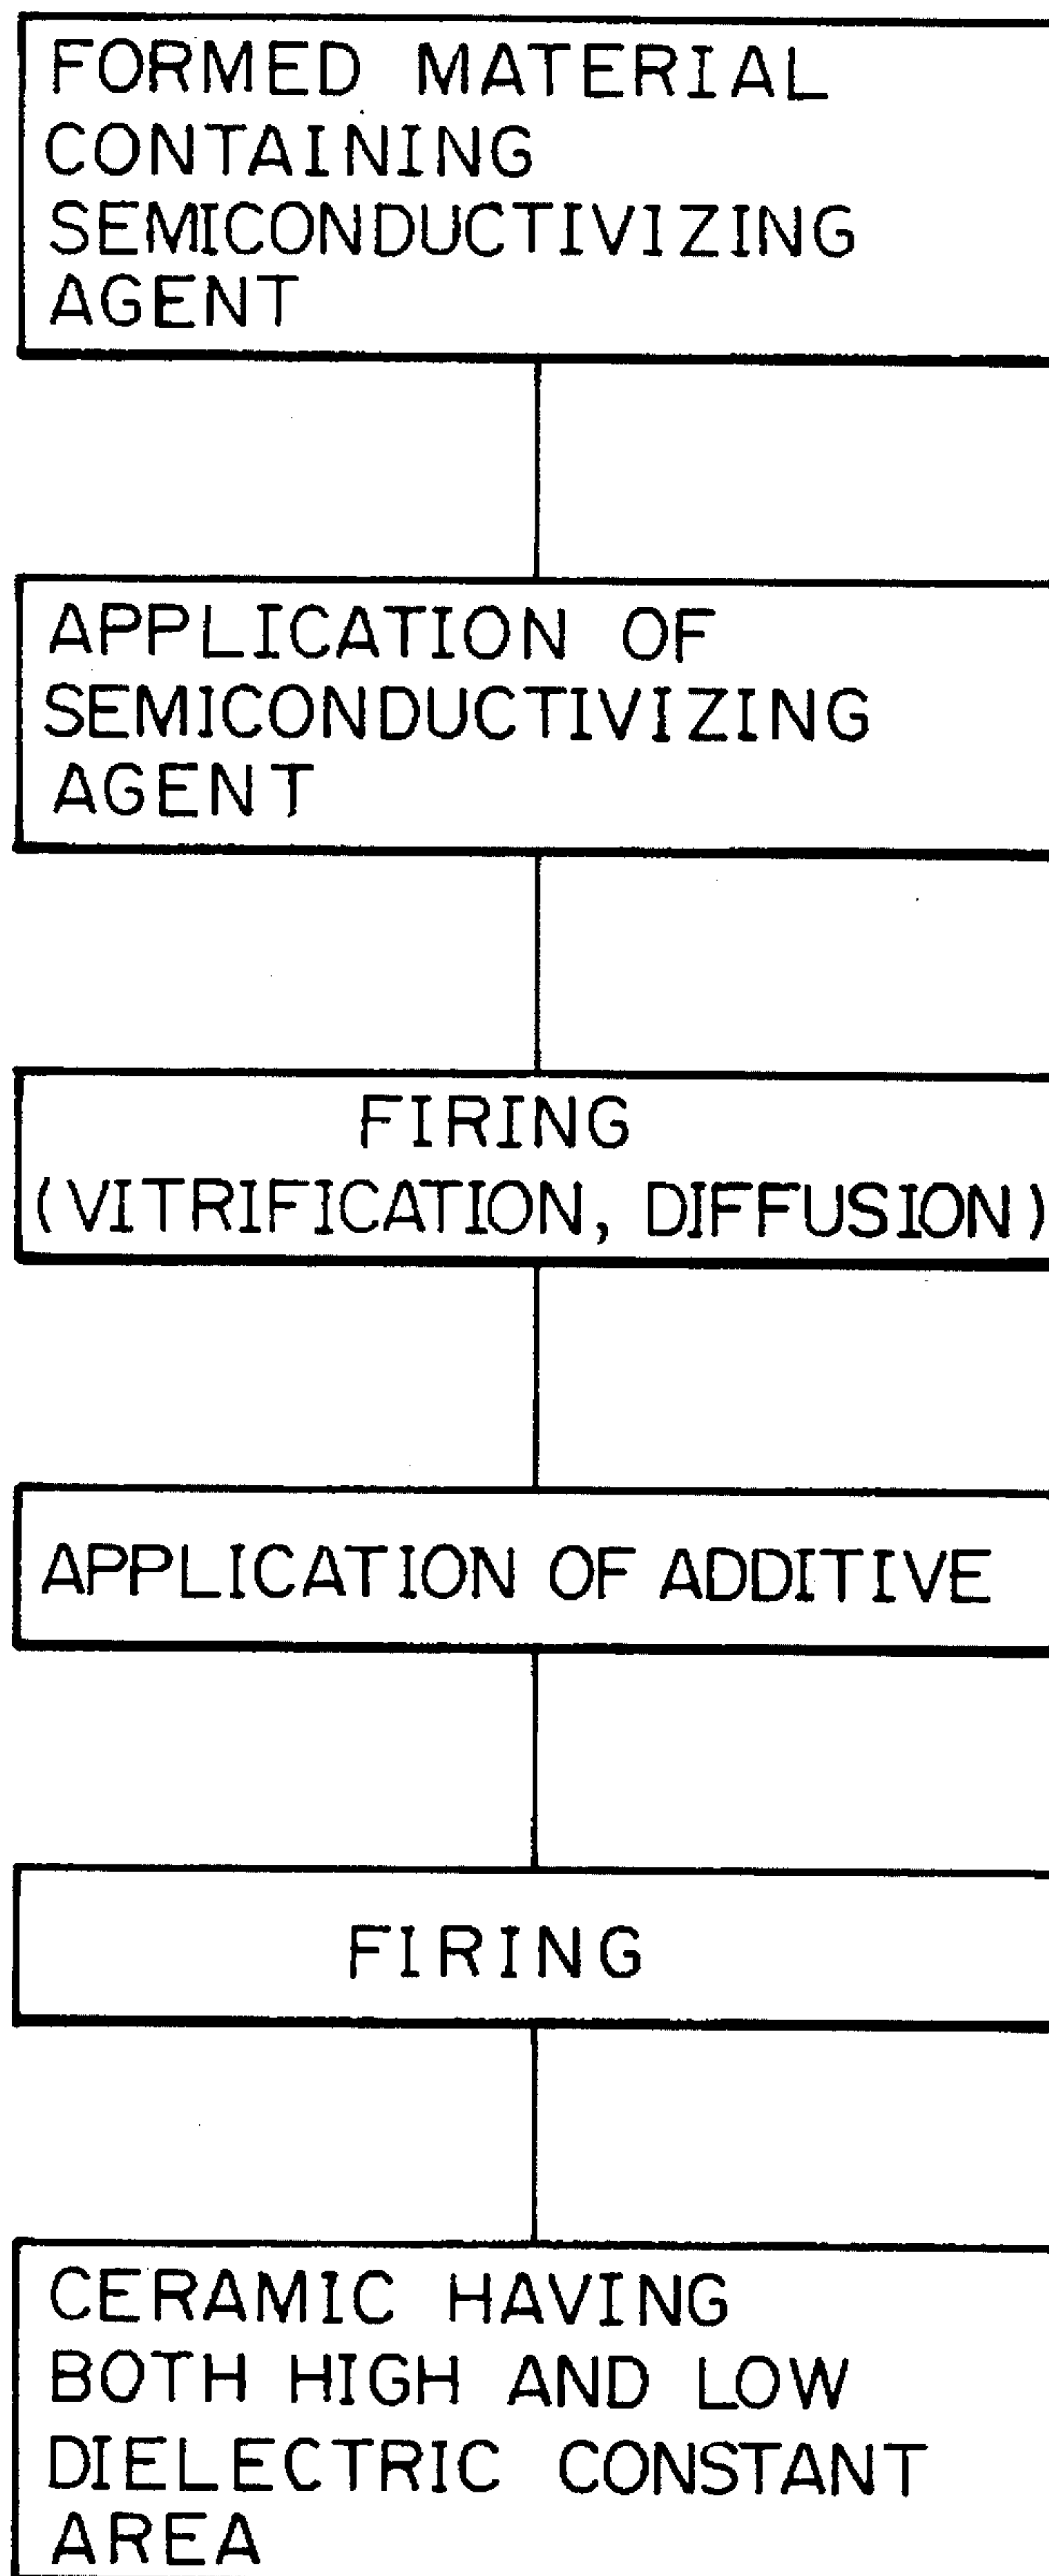 FORMED MATERIAL
CONTAINING
SEMICONDUCTIVIZING
AGENT
APPLICATION OF
SEMICONDUCTIVIZING
AGENT
FIRING
(VITRIFICATION, DIFFUSION)
APPLICATION OF ADDITIVE
FIRING
CERAMIC HAVING
BOTH HIGH AND LOW
DIELECTRIC CONSTANT
AREA